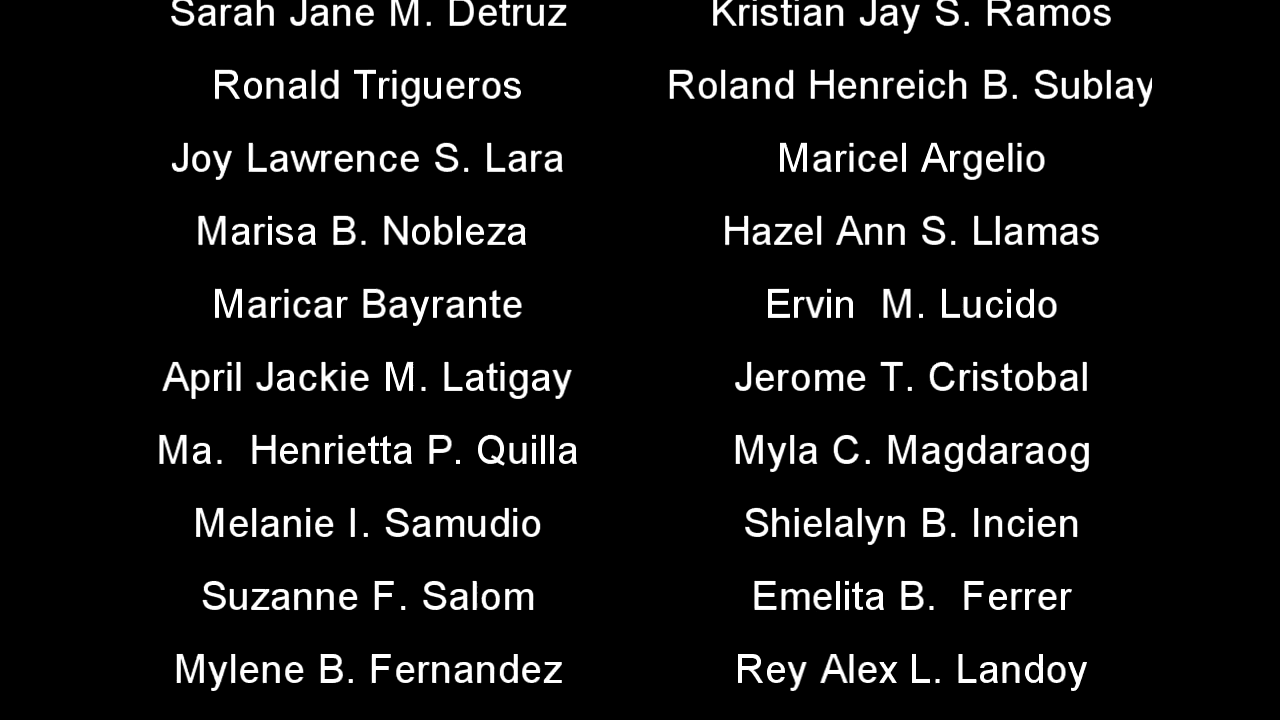 Sarah Jane M. Detruz
Kristian Jay S. Ramos
Ronald Trigueros
Roland Henreich B. Sublay
Joy Lawrence S. Lara
Maricel Argelio
Marisa B. Nobleza
Hazel Ann S. Llamas
Maricar Bayrante
Ervin  M. Lucido
April Jackie M. Latigay
Jerome T. Cristobal
Ma.  Henrietta P. Quilla
Myla C. Magdaraog
Melanie I. Samudio
Shielalyn B. Incien
Suzanne F. Salom
Emelita B.  Ferrer
Mylene B. Fernandez
Rey Alex L. Landoy